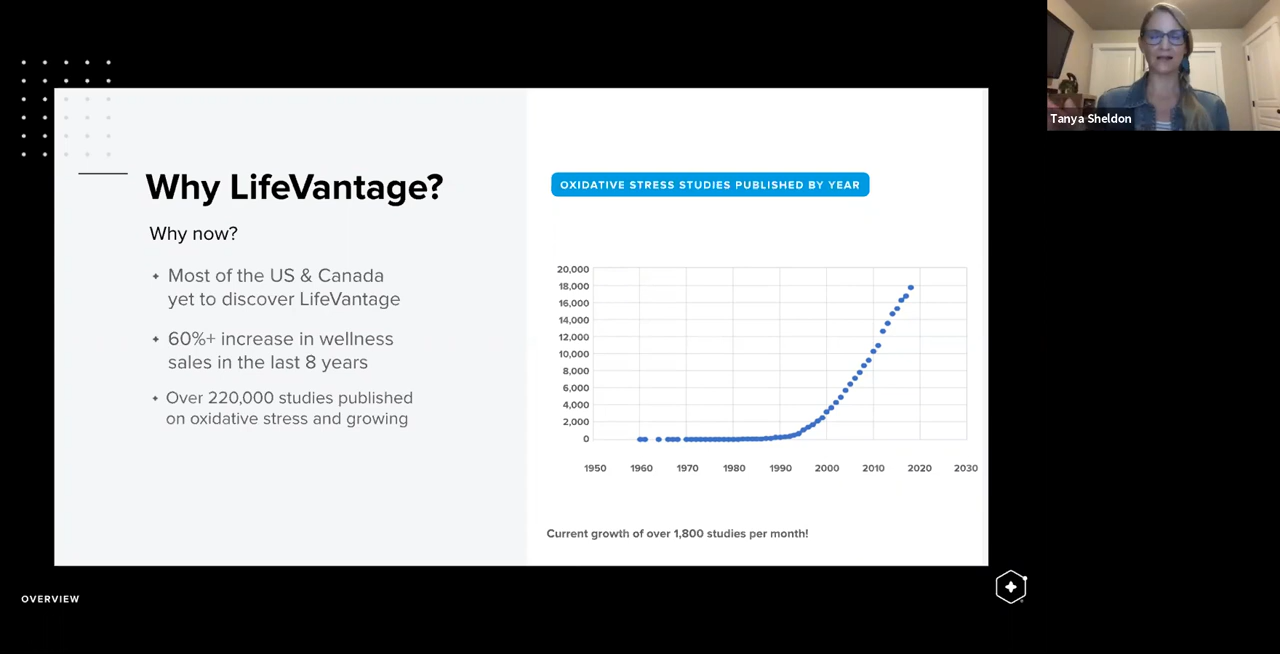 Tanya Sheldon
Why LifeVantage?
Why now?
Most of the US & Canada
yet to discover LifeVantage
60%+ increase in wellness
sales in the last 8 years
Over 220,000 studies published
on oxidative stress and growing
OXIDATIVE STRESS STUDIES PUBLISHED BY YEAR
20,000
18,000
16,000
14,000
12,000
10,000
8,000
6,000
4,000
2,000
0
1950 1960 1970 1980 1990 2000 2010 2020 2030
Current growth of over 1,800 studies per month!
OVERVIEW